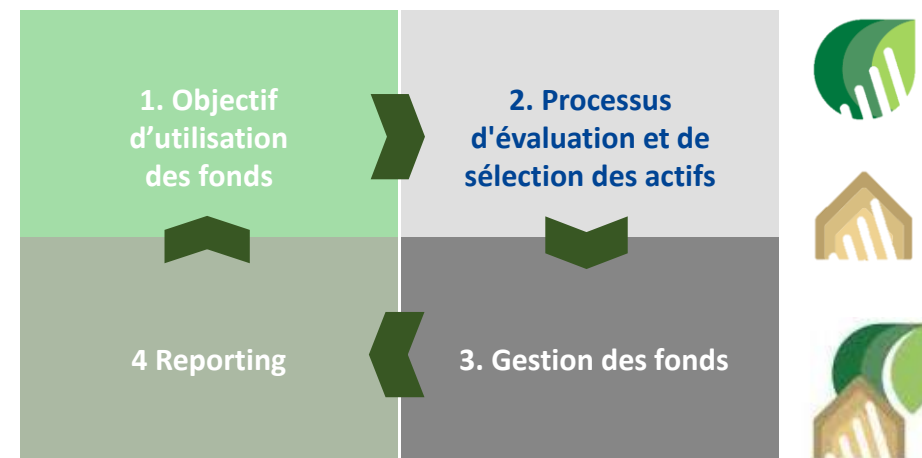 1. Objectif
d’utilisation
des fonds
2. Processus
d'évaluation et de
sélection des actifs
4 Reporting
3. Gestion des fonds